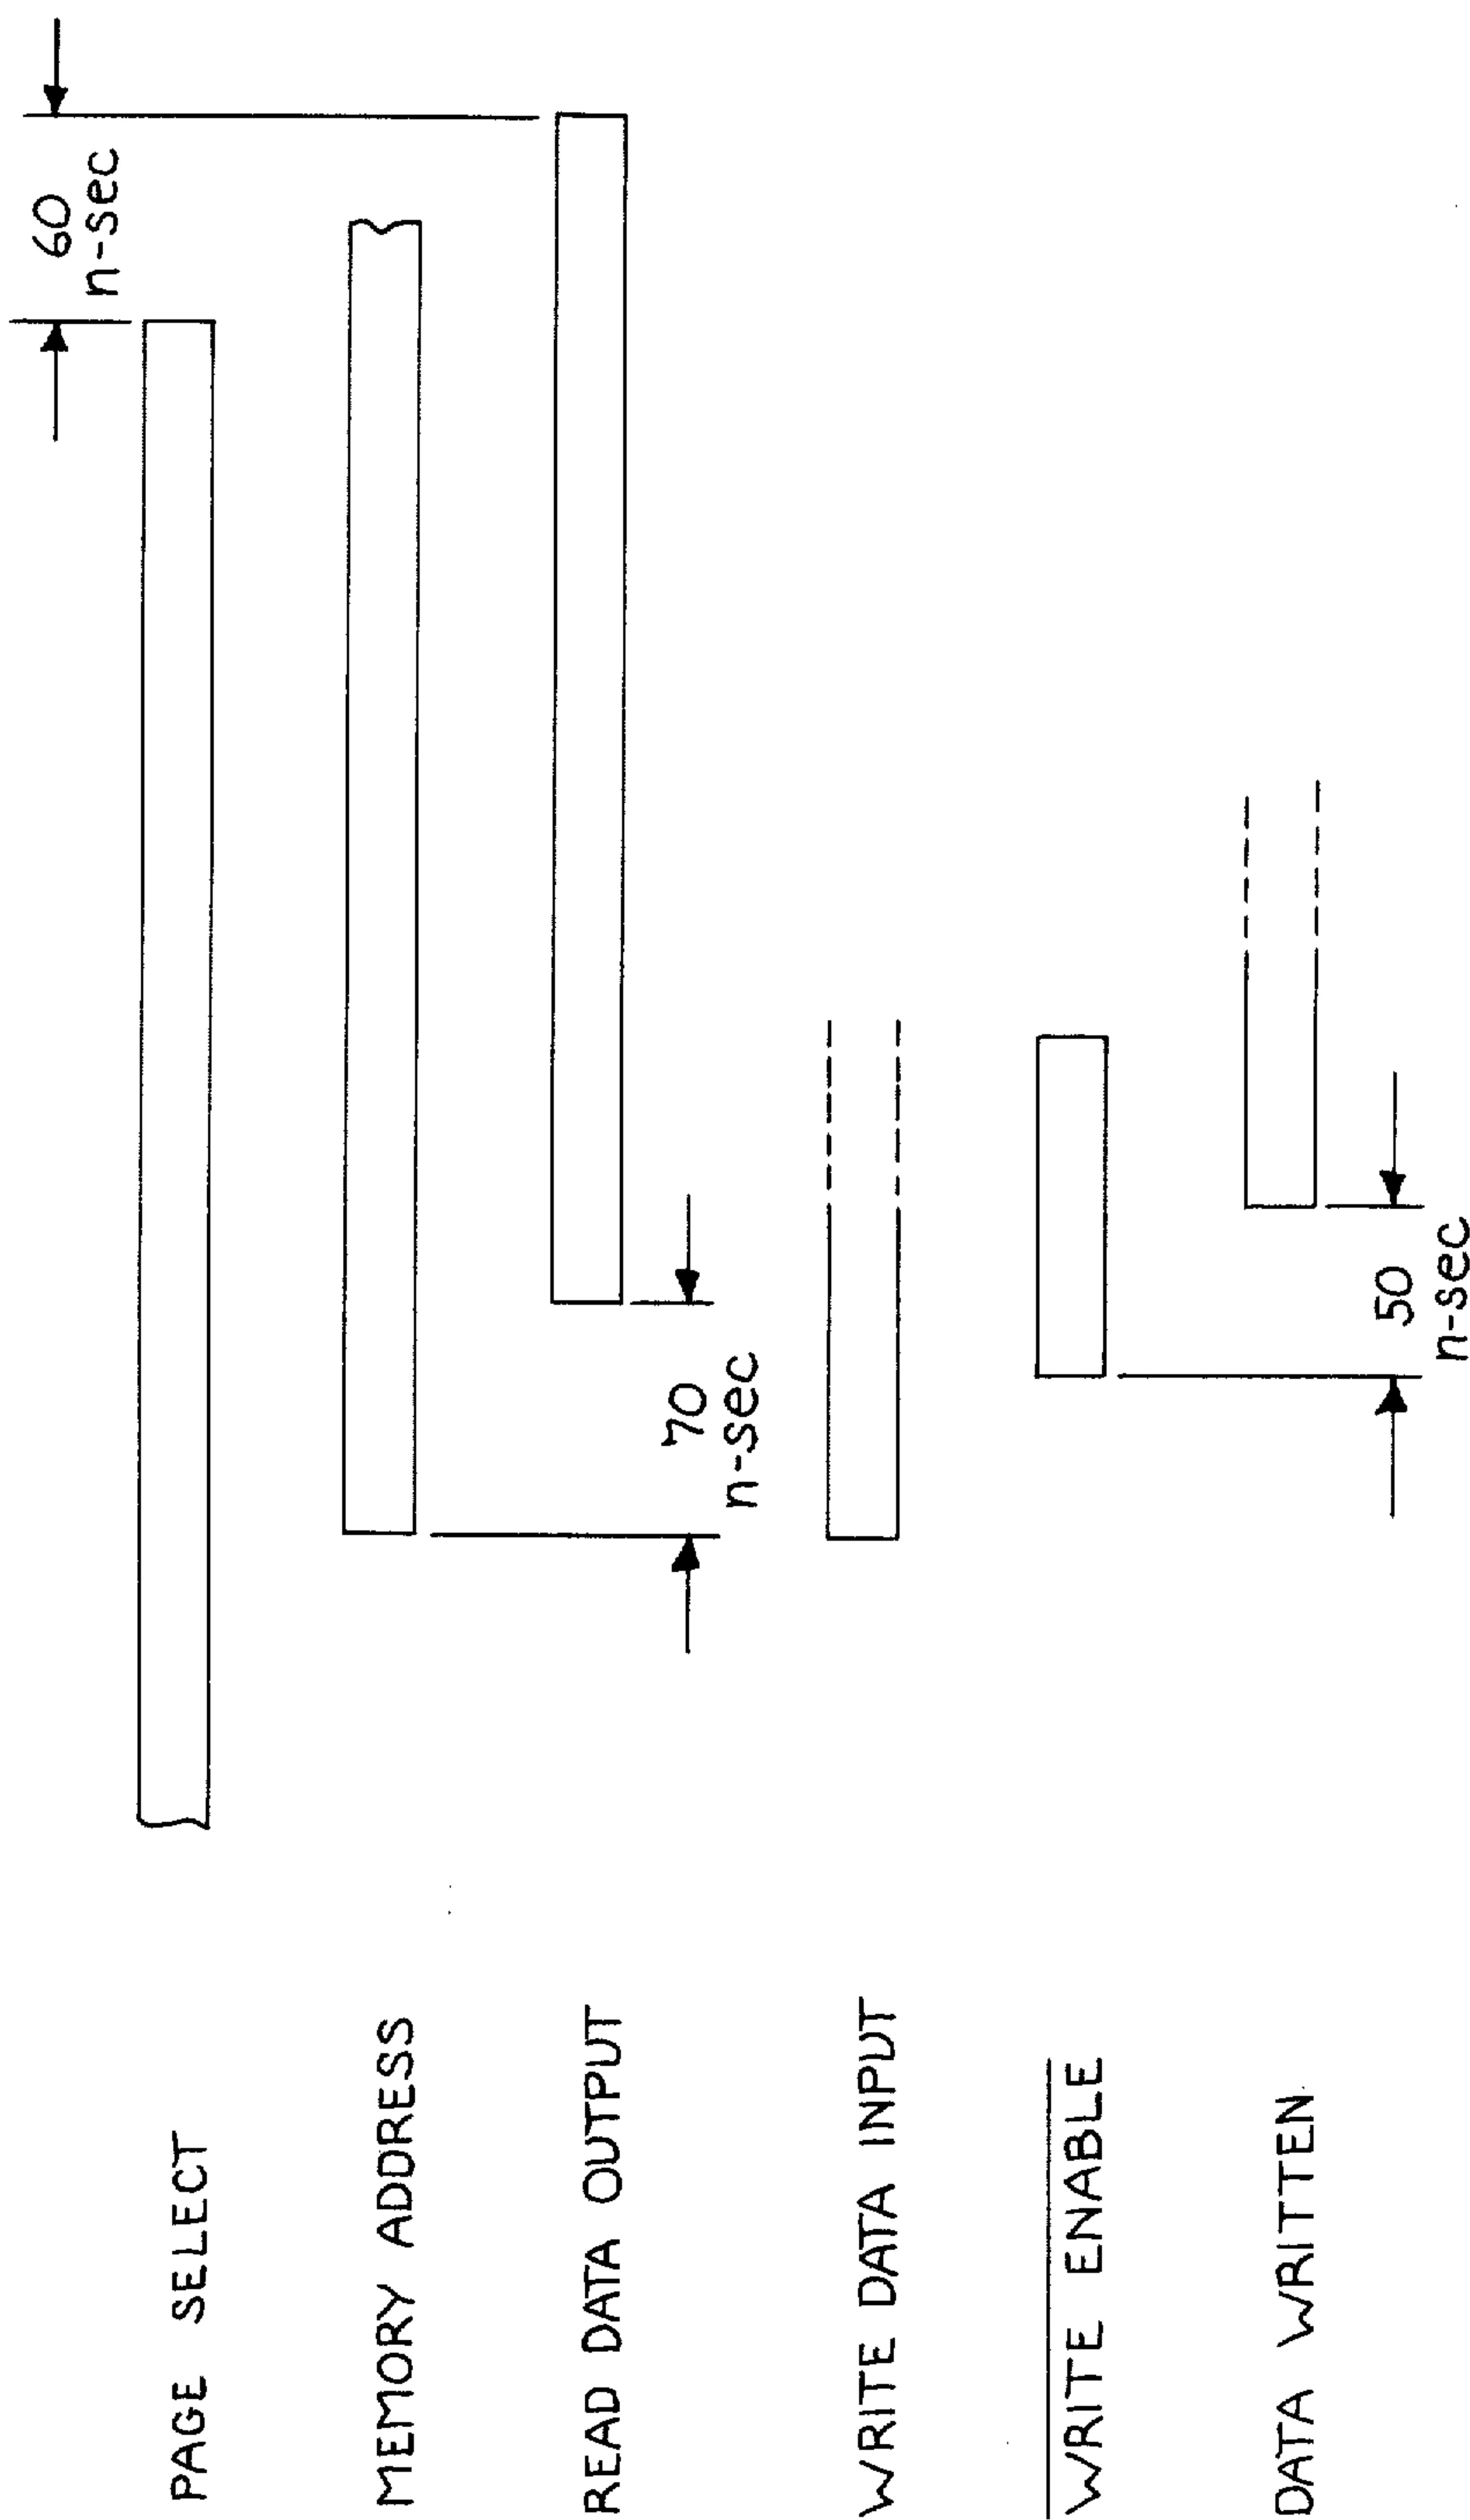 60
n-sec
PAGE SELECT
MEMORY ADDRESS
READ DATA OUTPUT
70
n-sec
WRITE DATA INPUT
WRITE ENABLE
DATA WRITTEN
50
n-sec